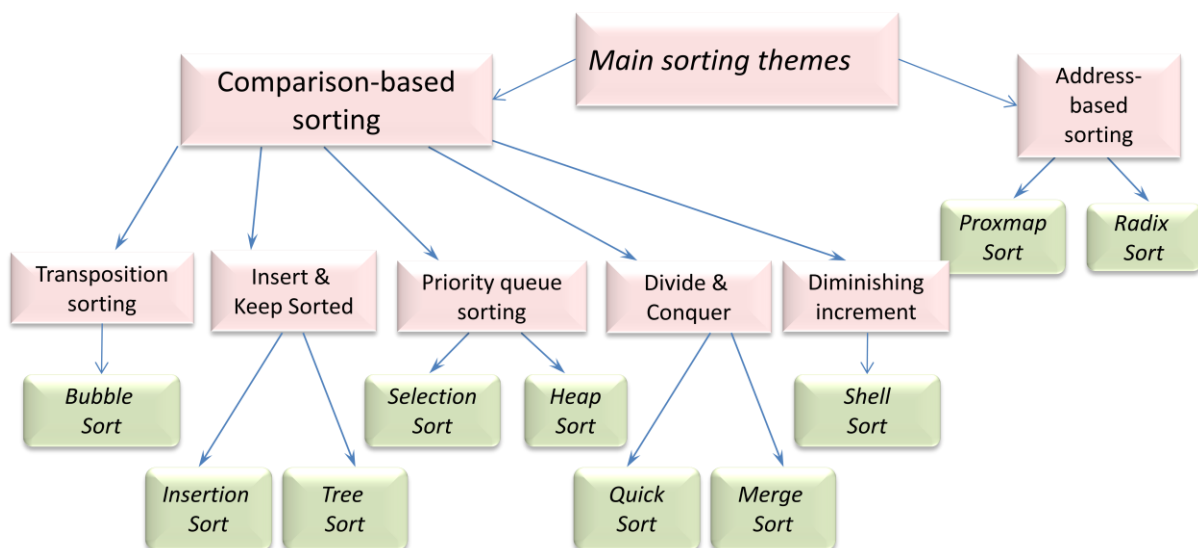 Main sorting themes
Comparison-based
sorting
Address-
based
sorting
Proxmap
Sort
Radix
Sort
Transposition
sorting
Insert &
Keep Sorted
Priority queue
sorting
Divide &
Conquer
Diminishing
increment
Bubble
Sort
Selection
Sort
Heap
Sort
Shell
Sort
Insertion
Sort
Tree
Sort
Quick
Sort
Merge
Sort